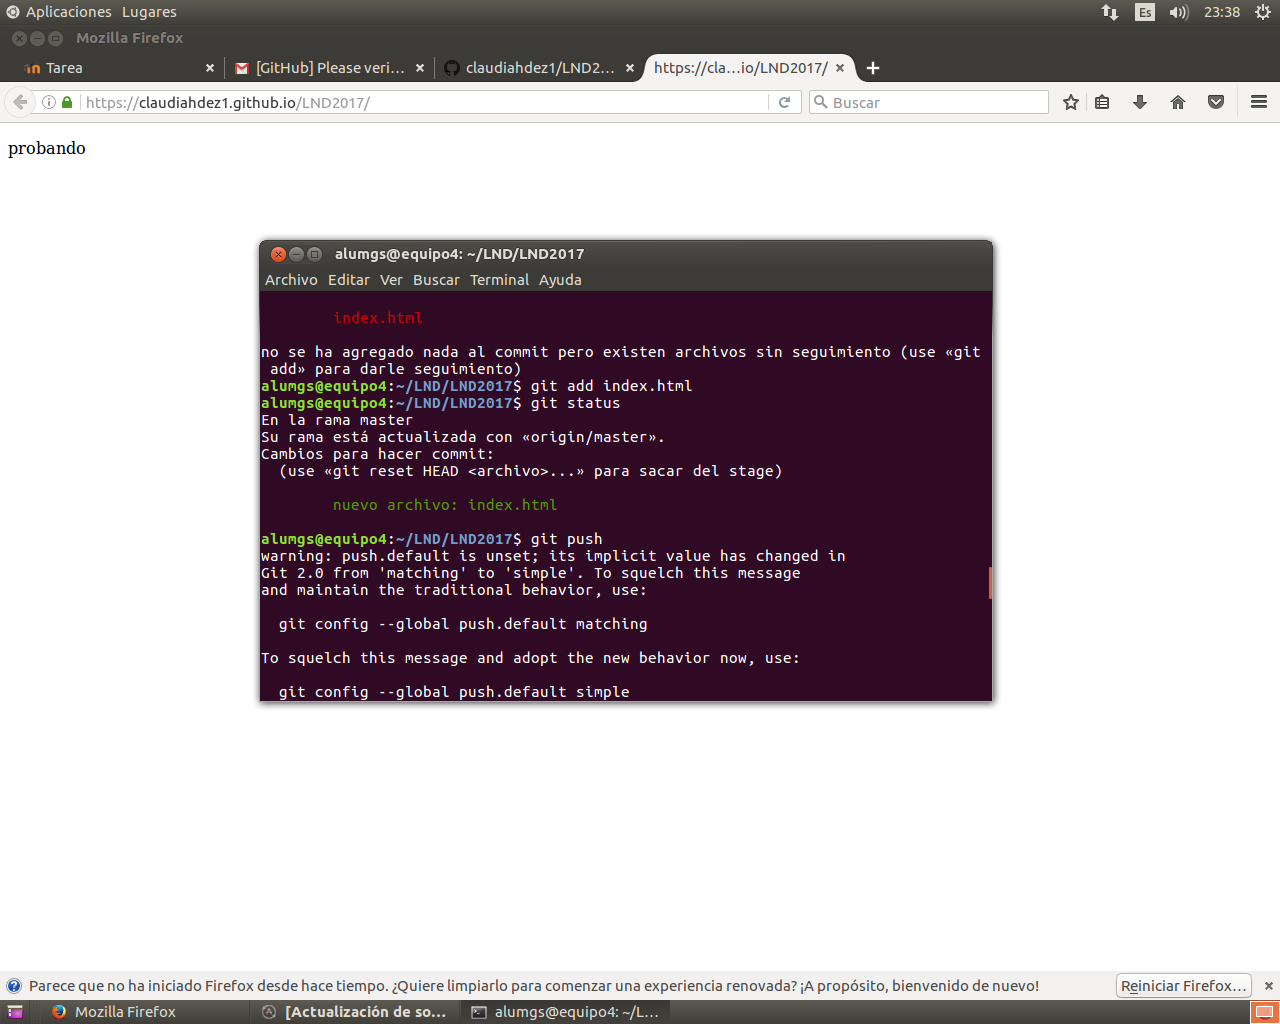 Aplicaciones Lugares
Es 23:38
Mozilla Firefox
Tarea
[GitHub] Please veri...
claudiahdez1/LND2...
https://cla...io/LND2017/
https://claudiahdez1.github.io/LND2017/
Buscar
probando
alumgs@equipo4: ~/LND/LND2017
Archivo Editar Ver Buscar Terminal Ayuda
index.html
no se ha agregado nada al commit pero existen archivos sin seguimiento (use «git
add» para darle seguimiento)
alumgs@equipo4:~/LND/LND2017$ git add index.html
alumgs@equipo4:~/LND/LND2017$ git status
En la rama master
Su rama está actualizada con «origin/master».
Cambios para hacer commit:
(use «git reset HEAD <archivo>...» para sacar del stage)
nuevo archivo: index.html
alumgs@equipo4:~/LND/LND2017$ git push
warning: push.default is unset; its implicit value has changed in
Git 2.0 from 'matching' to 'simple'. To squelch this message
and maintain the traditional behavior, use:
git config --global push.default matching
To squelch this message and adopt the new behavior now, use:
git config --global push.default simple
Parece que no ha iniciado Firefox desde hace tiempo. ¿Quiere limpiarlo para comenzar una experiencia renovada? ¡A propósito, bienvenido de nuevo!
Reiniciar Firefox...
Mozilla Firefox
[Actualización de so...
alumgs@equipo4: ~/L...